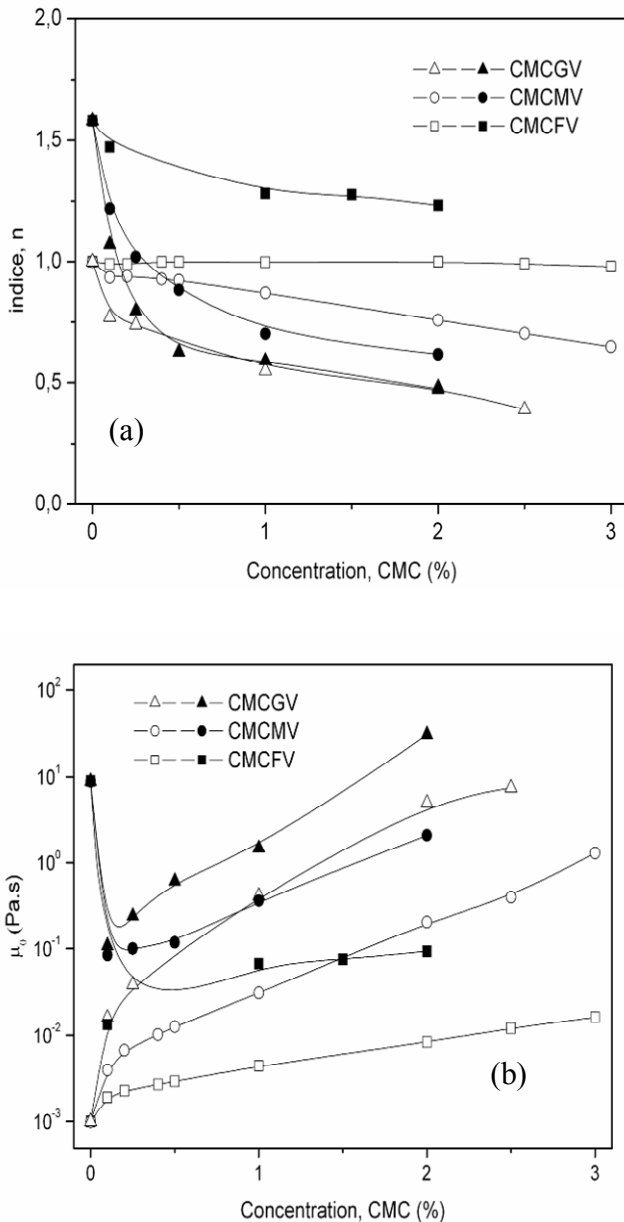 2,0
1,5
1,0
0,5
0,0
indice, n
CMCGV
CMCMV
CMCFV
(a)
0 1 2 3
Concentration, CMC (%)
10²
10¹
10⁰
10⁻¹
10⁻²
10⁻³
μ₀ (Pa.s)
CMCGV
CMCMV
CMCFV
(b)
0 1 2 3
Concentration, CMC (%)